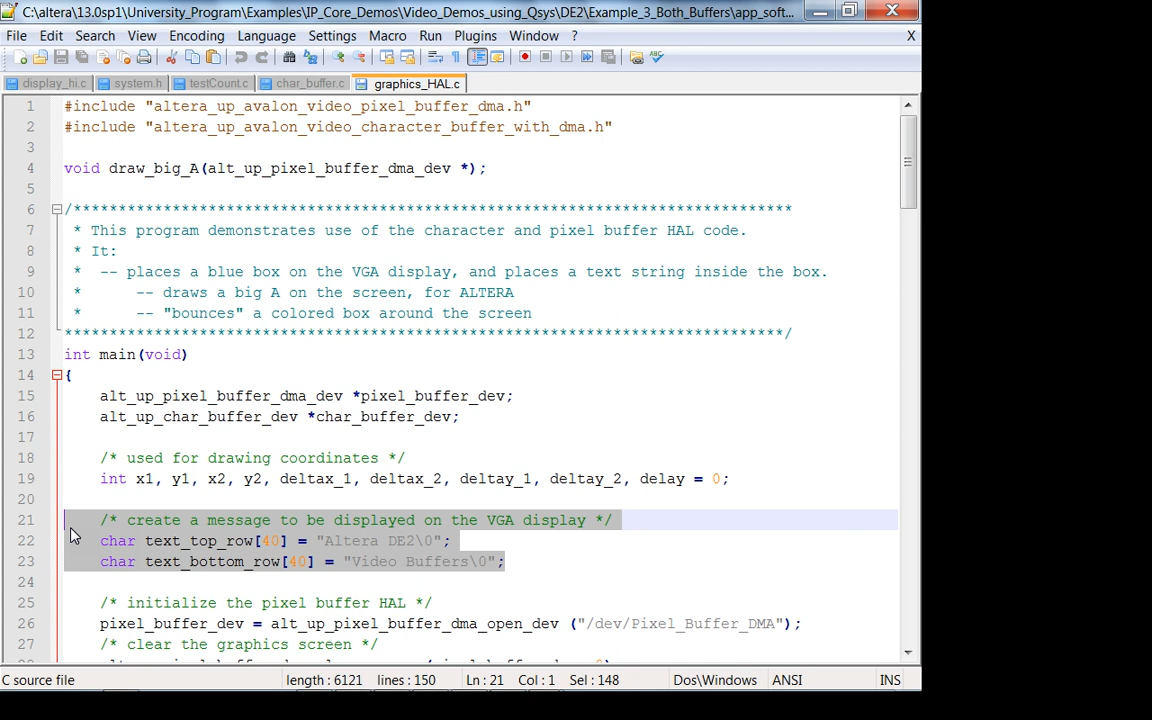 C:\altera\13.0sp1\University_Program\Examples\IP_Core_Demos\Video_Demos_using_Qsys\DE2\Example_3_Both_Buffers\app_soft...
File Edit Search View Encoding Language Settings Macro Run Plugins Window ? X
display_hi.c system.h testCount.c char_buffer.c graphics_HAL.c
1 #include "altera_up_avalon_video_pixel_buffer_dma.h"
2 #include "altera_up_avalon_video_character_buffer_with_dma.h"
3
4 void draw_big_A(alt_up_pixel_buffer_dma_dev *);
5
6 /********************************************************************************
7 * This program demonstrates use of the character and pixel buffer HAL code.
8 * It:
9 * -- places a blue box on the VGA display, and places a text string inside the box.
10 * -- draws a big A on the screen, for ALTERA
11 * -- "bounces" a colored box around the screen
12 ********************************************************************************/
13 int main(void)
14 {
15 alt_up_pixel_buffer_dma_dev *pixel_buffer_dev;
16 alt_up_char_buffer_dev *char_buffer_dev;
17
18 /* used for drawing coordinates */
19 int x1, y1, x2, y2, deltax_1, deltax_2, deltay_1, deltay_2, delay = 0;
20
21 /* create a message to be displayed on the VGA display */
22 char text_top_row[40] = "Altera DE2\0";
23 char text_bottom_row[40] = "Video Buffers\0";
24
25 /* initialize the pixel buffer HAL */
26 pixel_buffer_dev = alt_up_pixel_buffer_dma_open_dev ("/dev/Pixel_Buffer_DMA");
27 /* clear the graphics screen */
C source file length : 6121 lines : 150 Ln : 21 Col : 1 Sel : 148 Dos\Windows ANSI INS